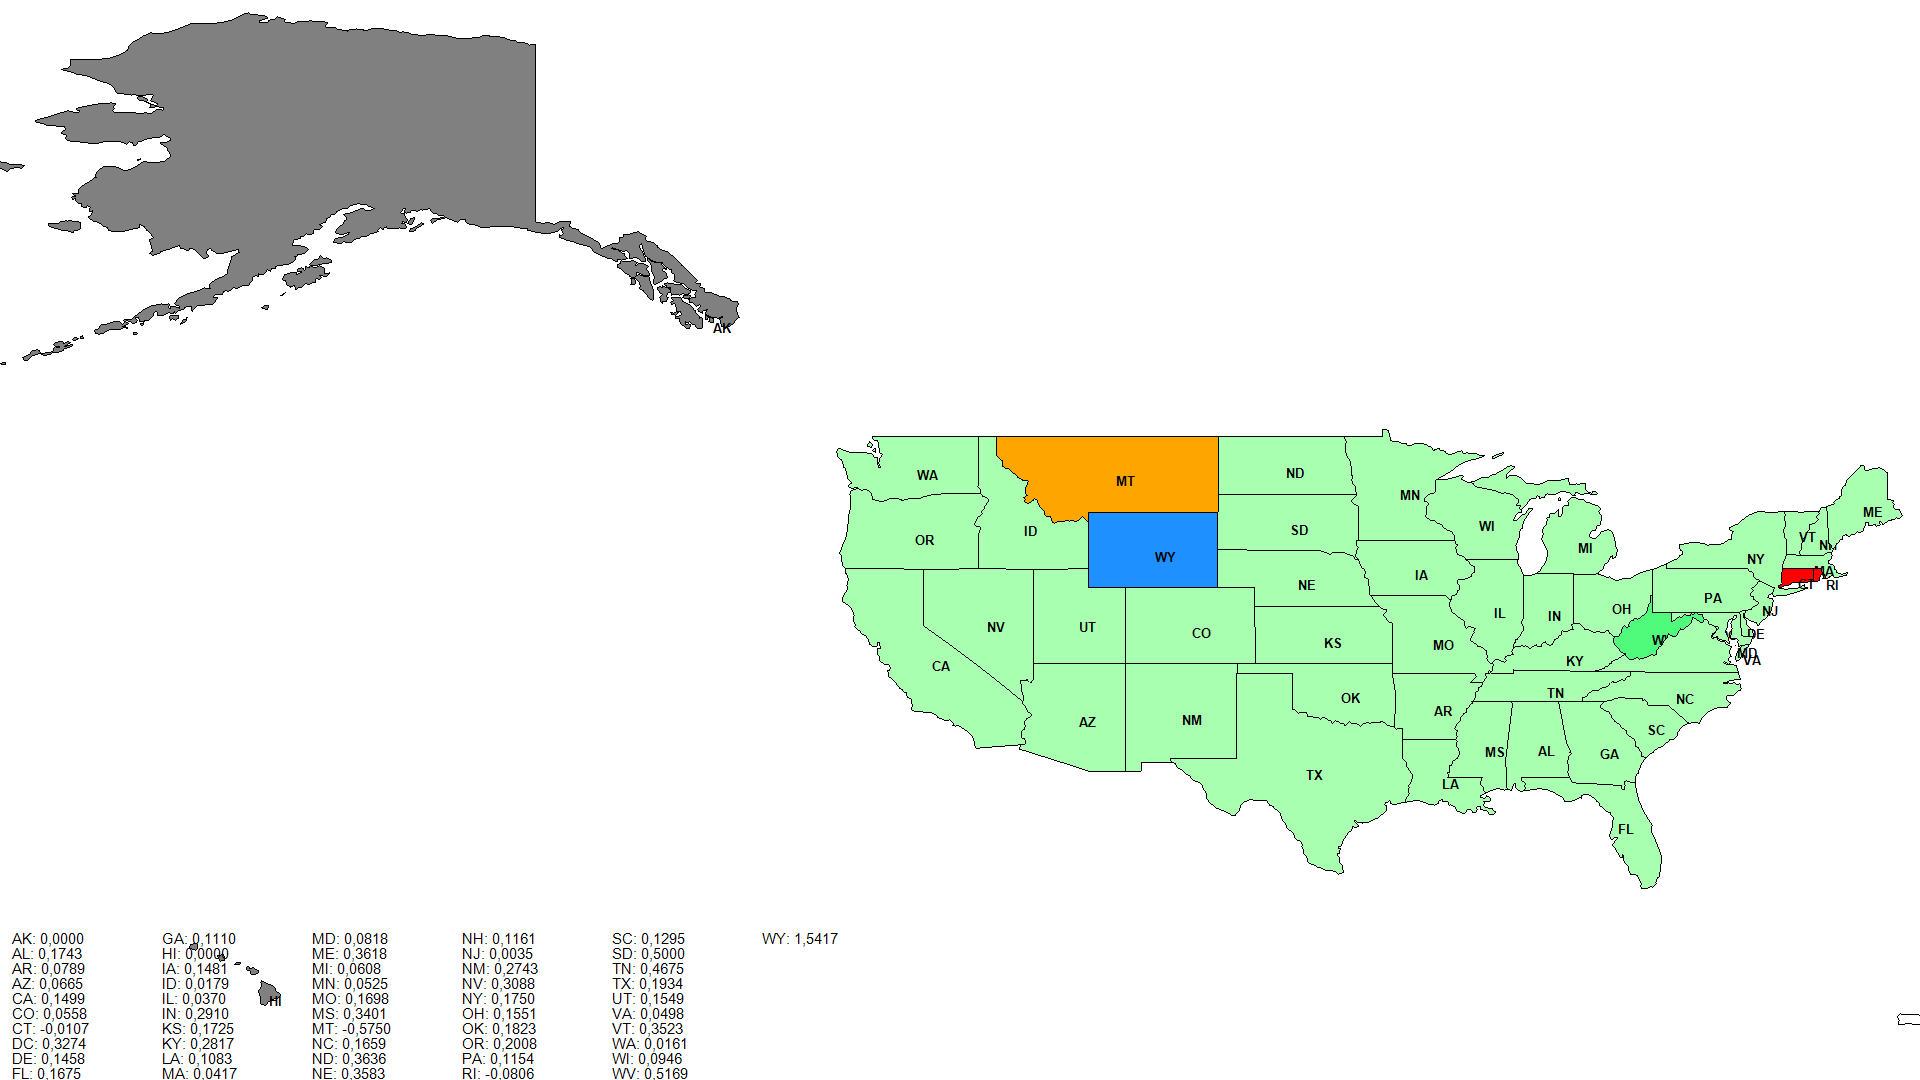 AK
WA
MT
ND
MN
ME
OR
ID
SD
WI
VT
WY
MI
NY
NE
IA
MA
RI
PA
NV
UT
CO
IL
IN
OH
NJ
DE
CA
KS
MO
KY
MD
VA
AZ
NM
OK
AR
TN
NC
SC
TX
LA
MS
AL
GA
FL
HI
AK: 0,0000
AL: 0,1743
AR: 0,0789
AZ: 0,0665
CA: 0,1499
CO: 0,0558
CT: -0,0107
DC: 0,3274
DE: 0,1458
FL: 0,1675
GA: 0,1110
HI: 0,0000
IA: 0,1481
ID: 0,0179
IL: 0,0370
IN: 0,2910
KS: 0,1725
KY: 0,2817
LA: 0,1083
MA: 0,0417
MD: 0,0818
ME: 0,3618
MI: 0,0608
MN: 0,0525
MO: 0,1698
MS: 0,3401
MT: -0,5750
NC: 0,1659
ND: 0,3636
NE: 0,3583
NH: 0,1161
NJ: 0,0035
NM: 0,2743
NV: 0,3088
NY: 0,1750
OH: 0,1551
OK: 0,1823
OR: 0,2008
PA: 0,1154
RI: -0,0806
SC: 0,1295
SD: 0,5000
TN: 0,4675
TX: 0,1934
UT: 0,1549
VA: 0,0498
VT: 0,3523
WA: 0,0161
WI: 0,0946
WV: 0,5169
WY: 1,5417